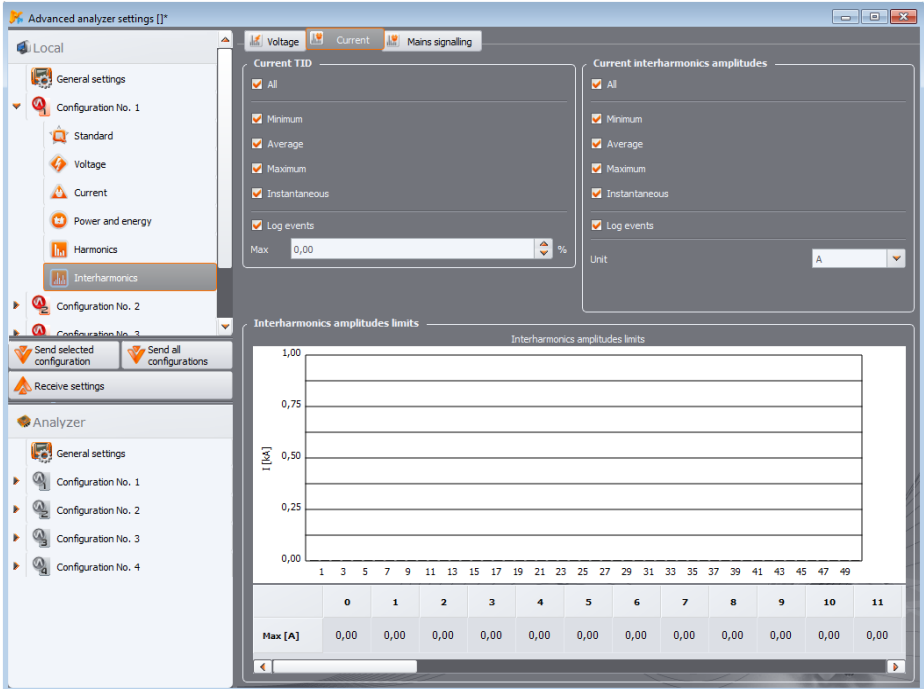 Advanced analyzer settings []*
Local
General settings
Configuration No. 1
Standard
Voltage
Current
Power and energy
Harmonics
Interharmonics
Configuration No. 2
Configuration No. 3
Send selected
configuration
Send all
configurations
Receive settings
Analyzer
General settings
Configuration No. 1
Configuration No. 2
Configuration No. 3
Configuration No. 4
Voltage Current Mains signalling
Current TID
All
Minimum
Average
Maximum
Instantaneous
Log events
Max 0,00 %
Current interharmonics amplitudes
All
Minimum
Average
Maximum
Instantaneous
Log events
Unit A
Interharmonics amplitudes limits
Interharmonics amplitudes limits
1,00
0,75
0,50
0,25
0,00
I [kA]
1 3 5 7 9 11 13 15 17 19 21 23 25 27 29 31 33 35 37 39 41 43 45 47 49
0 1 2 3 4 5 6 7 8 9 10 11
Max [A] 0,00 0,00 0,00 0,00 0,00 0,00 0,00 0,00 0,00 0,00 0,00 0,00